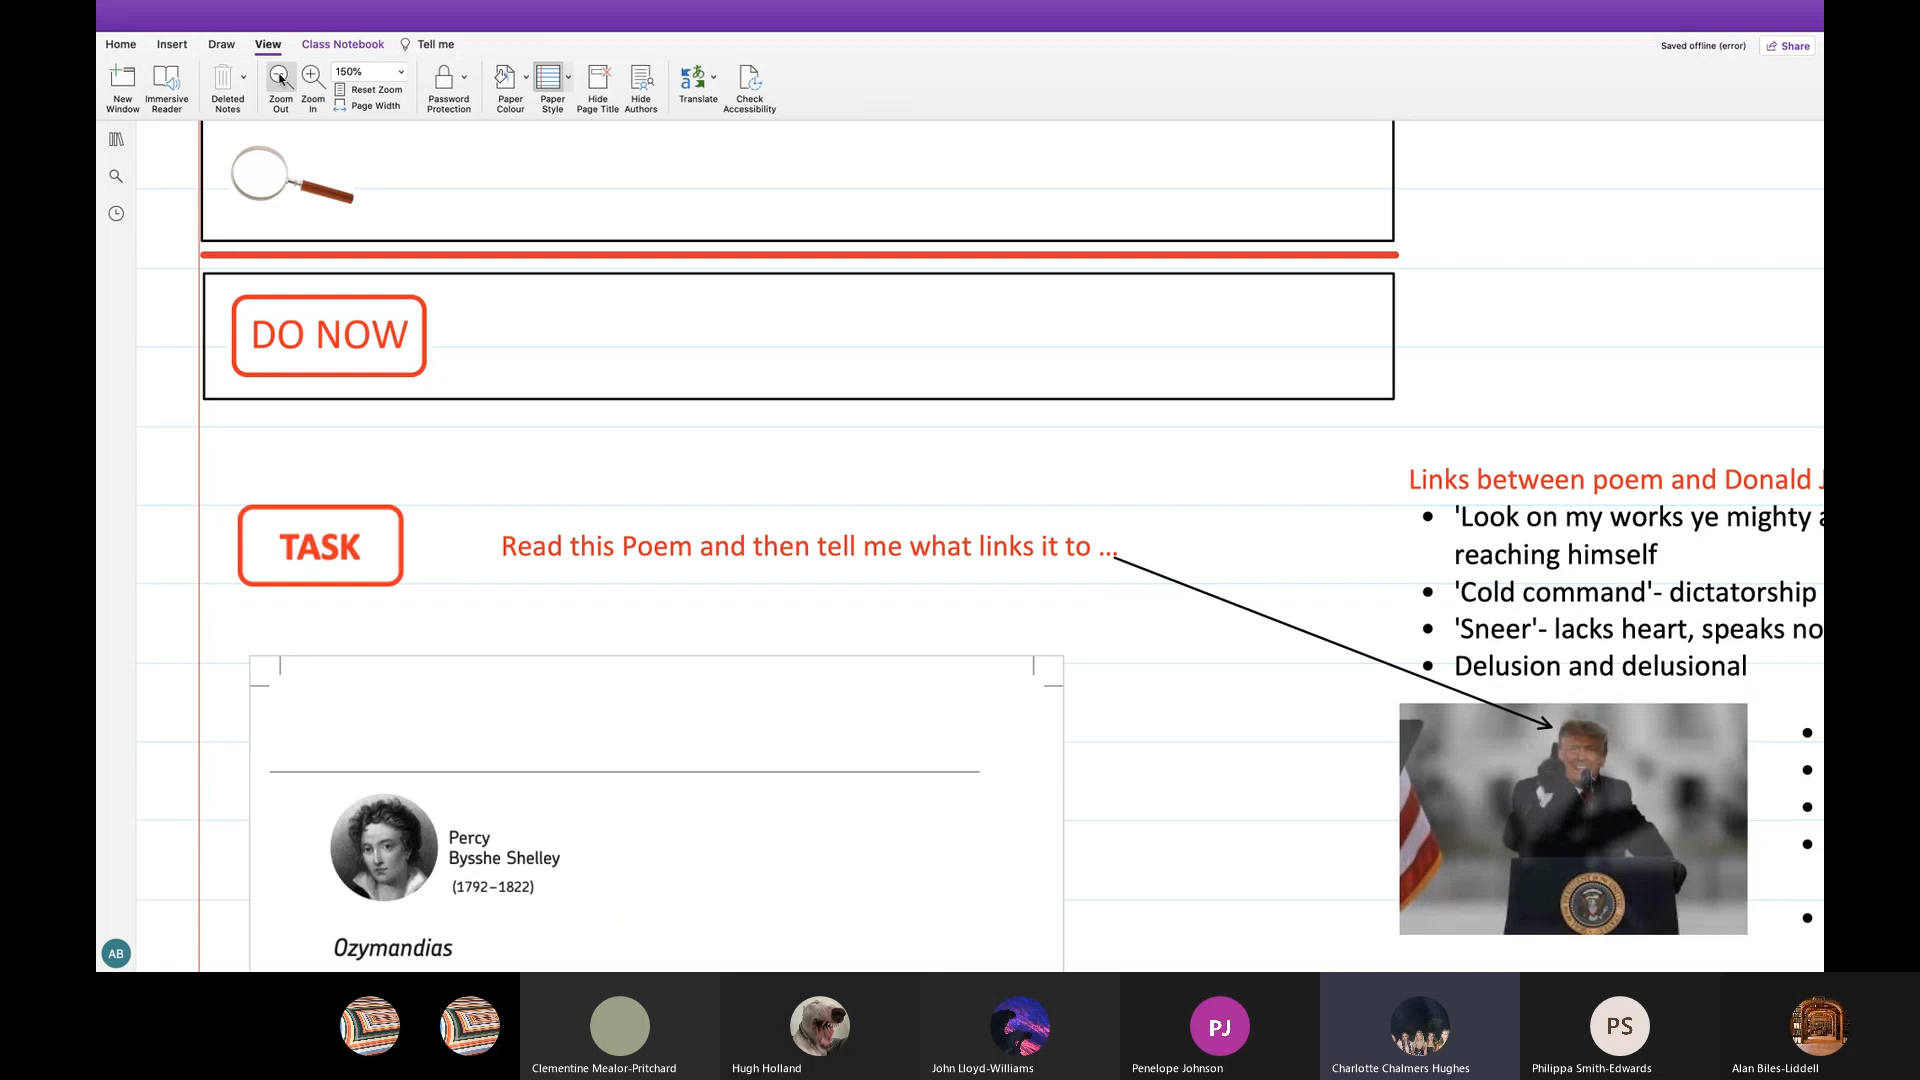 Home Insert Draw View Class Notebook Tell me
Saved offline (error) Share
New Window
Immersive Reader
Deleted Notes
Zoom Out
Zoom In
150%
Reset Zoom
Page Width
Password Protection
Paper Colour
Paper Style
Hide Page Title
Hide Authors
Translate
Check Accessibility
DO NOW
TASK
Read this Poem and then tell me what links it to ...
Links between poem and Donald J
'Look on my works ye mighty a
reaching himself
'Cold command'- dictatorship
'Sneer'- lacks heart, speaks no
Delusion and delusional
Percy
Bysshe Shelley
(1792–1822)
Ozymandias
AB
PJ
PS
Clementine Mealor-Pritchard
Hugh Holland
John Lloyd-Williams
Penelope Johnson
Charlotte Chalmers Hughes
Philippa Smith-Edwards
Alan Biles-Liddell